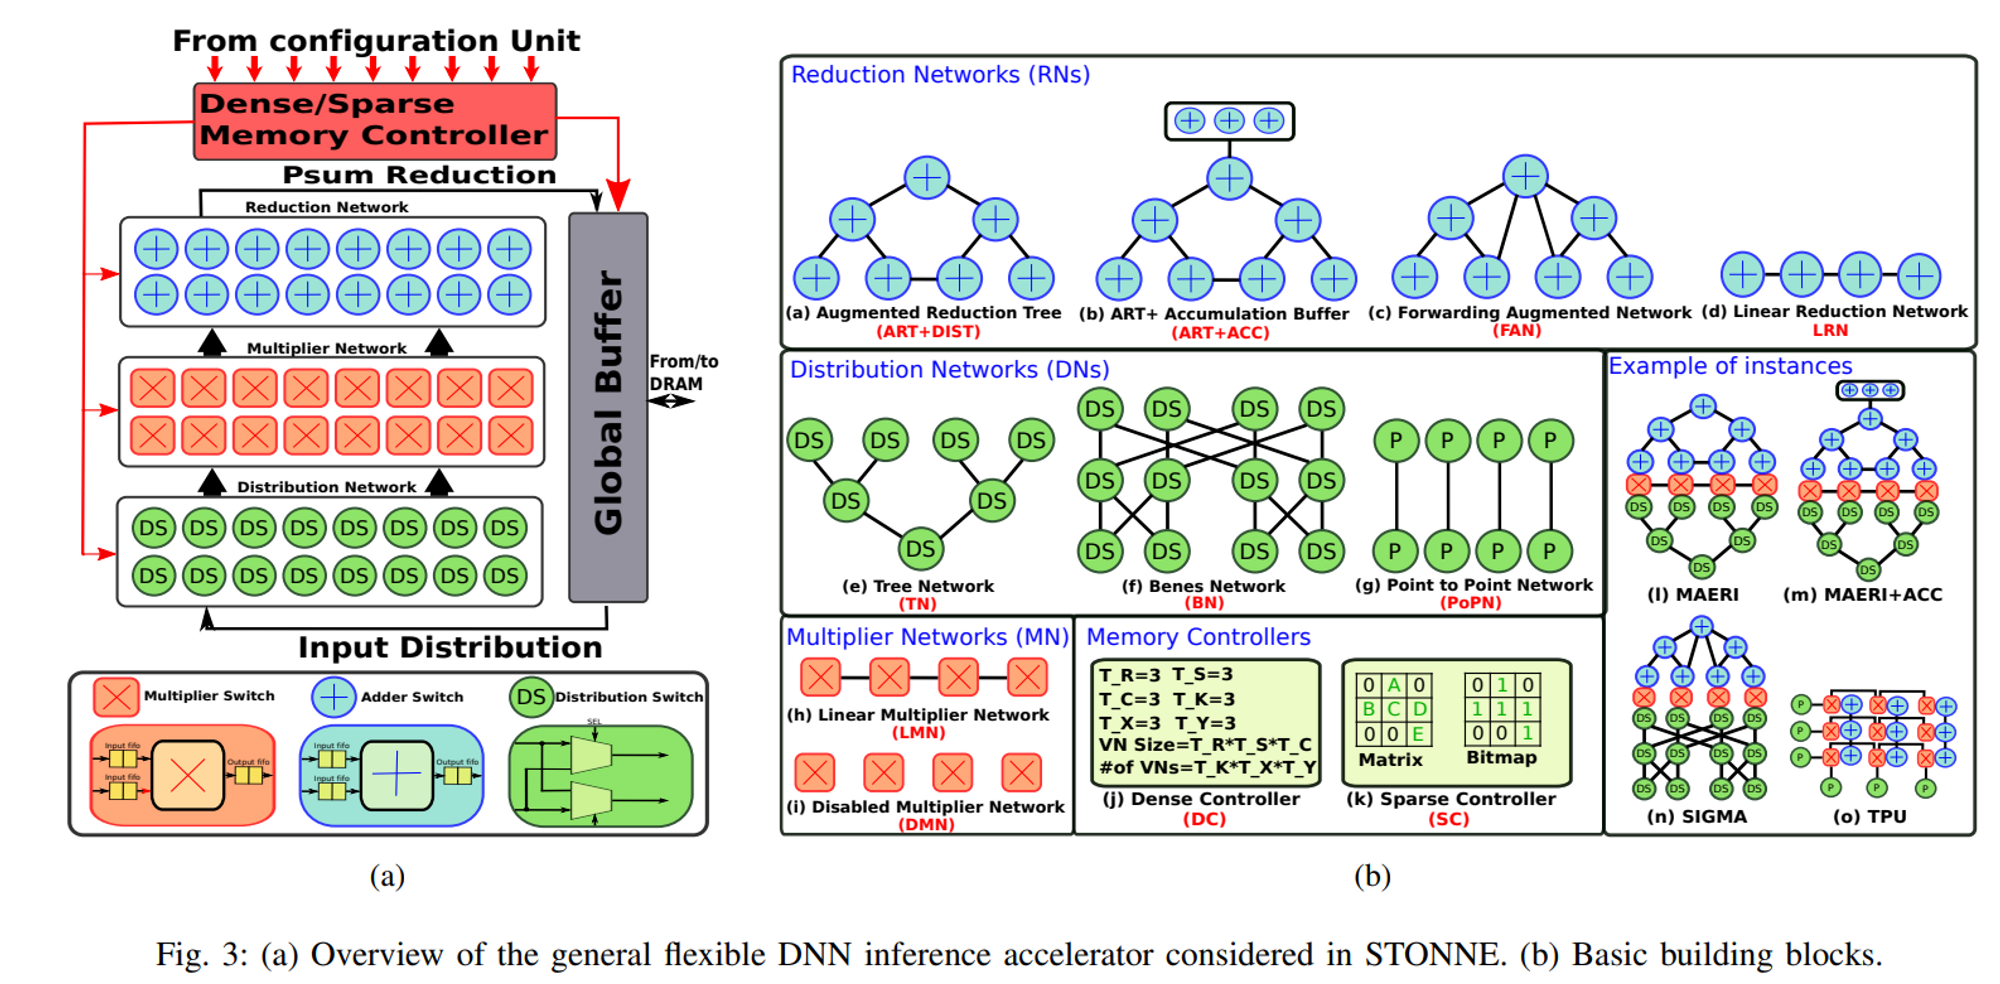 From configuration Unit
Dense/Sparse
Memory Controller
Psum Reduction
Reduction Network
Multiplier Network
Distribution Network
DS DS DS DS DS DS DS DS
DS DS DS DS DS DS DS DS
Global Buffer
From/to
DRAM
Input Distribution
Multiplier Switch
Adder Switch
DS Distribution Switch
Input fifo
Input fifo
Output fifo
Input fifo
Input fifo
Output fifo
SEL
(a)
Reduction Networks (RNs)
(a) Augmented Reduction Tree
(ART+DIST)
(b) ART+ Accumulation Buffer
(ART+ACC)
(c) Forwarding Augmented Network
(FAN)
(d) Linear Reduction Network
LRN
Distribution Networks (DNs)
DS DS DS DS
DS DS
DS
(e) Tree Network
(TN)
DS DS DS DS
DS DS DS DS
DS DS DS DS
(f) Benes Network
(BN)
P P P P
P P P P
(g) Point to Point Network
(PoPN)
Multiplier Networks (MN)
(h) Linear Multiplier Network
(LMN)
(i) Disabled Multiplier Network
(DMN)
Memory Controllers
T_R=3 T_S=3
T_C=3 T_K=3
T_X=3 T_Y=3
VN Size=T_R*T_S*T_C
#of VNs=T_K*T_X*T_Y
(j) Dense Controller
(DC)
0 A 0
B C D
0 0 E
Matrix
0 1 0
1 1 1
0 0 1
Bitmap
(k) Sparse Controller
(SC)
Example of instances
DS DS DS DS
DS DS
DS
(l) MAERI
DS DS DS DS
DS DS
DS
(m) MAERI+ACC
DS DS DS DS
DS DS DS DS
DS DS DS DS
(n) SIGMA
P
P
P
P P P
(o) TPU
(b)
Fig. 3: (a) Overview of the general flexible DNN inference accelerator considered in STONNE. (b) Basic building blocks.